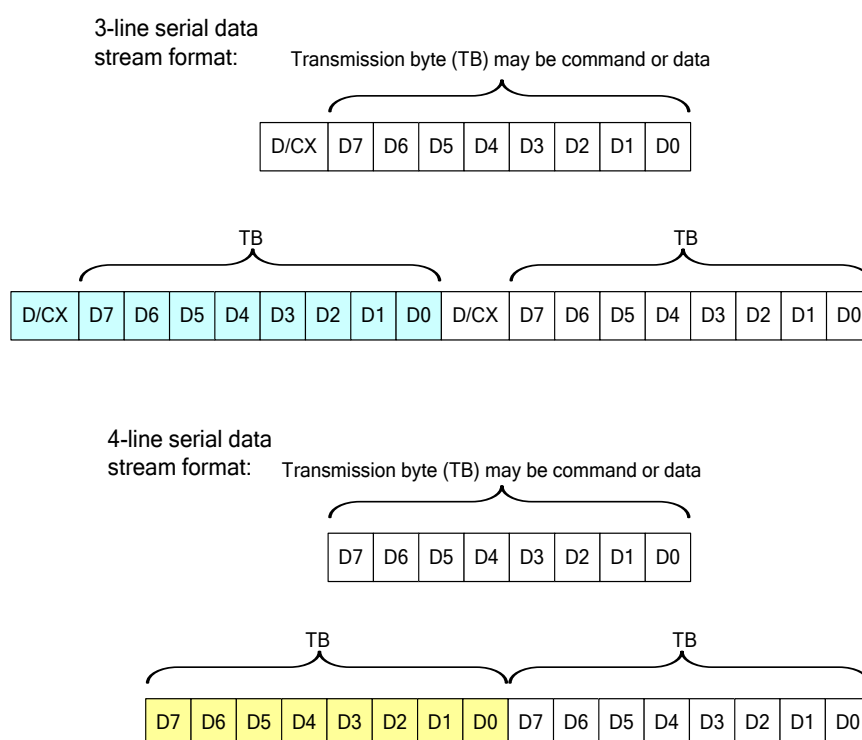 3-line serial data
stream format:
Transmission byte (TB) may be command or data
D/CX D7 D6 D5 D4 D3 D2 D1 D0
TB TB
D/CX D7 D6 D5 D4 D3 D2 D1 D0 D/CX D7 D6 D5 D4 D3 D2 D1 D0
4-line serial data
stream format:
Transmission byte (TB) may be command or data
D7 D6 D5 D4 D3 D2 D1 D0
TB TB
D7 D6 D5 D4 D3 D2 D1 D0 D7 D6 D5 D4 D3 D2 D1 D0